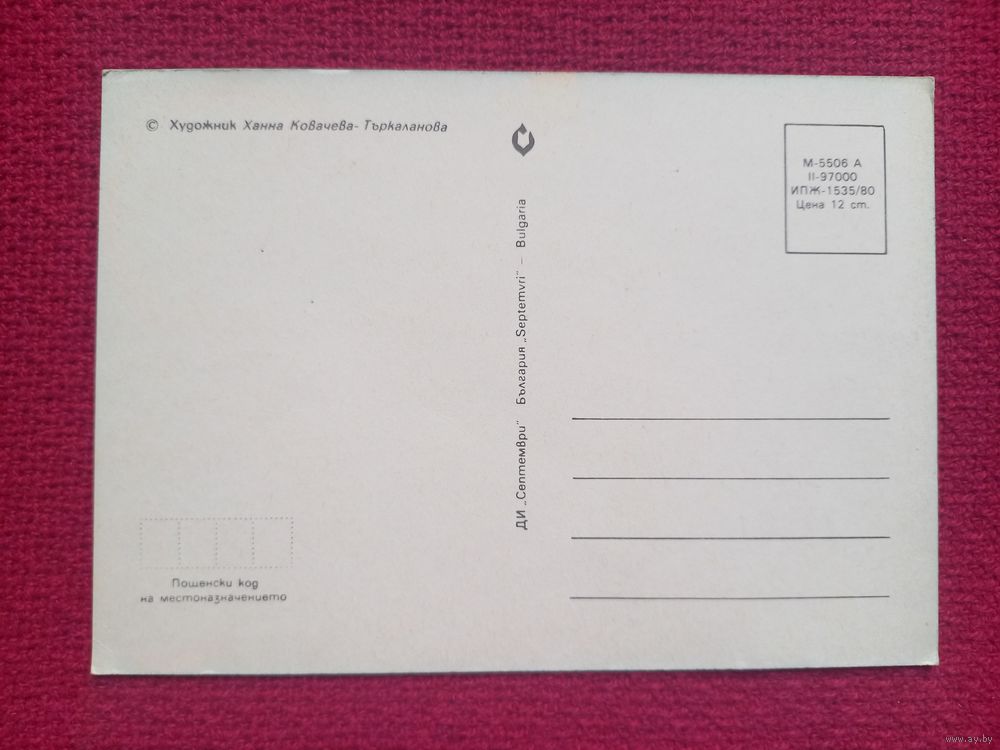 © Художник Ханна Ковачева- Търкаланова
М-5506 А
II-97000
ИПЖ-1535/80
Цена 12 ст.
ДИ „Септември“ България „Septemvri“ – Bulgaria
Пошенски код
на местоназначението
www.ay.by